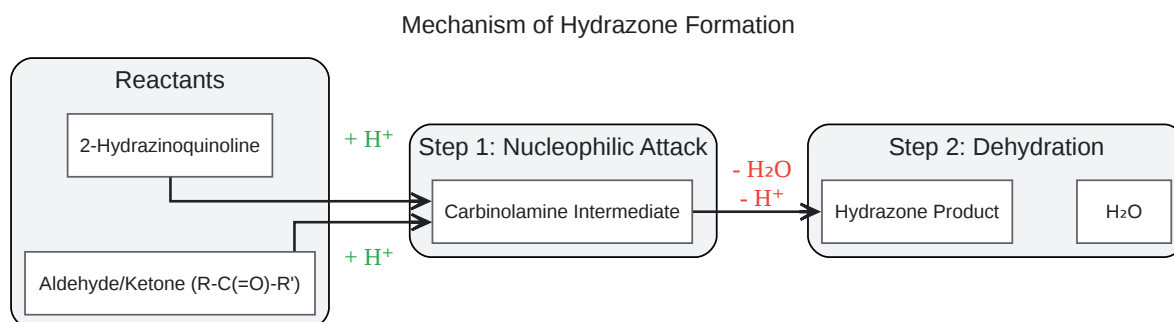 Mechanism of Hydrazone Formation
Reactants
2-Hydrazinoquinoline
Aldehyde/Ketone (R-C(=O)-R')
+ H⁺
+ H⁺
Step 1: Nucleophilic Attack
Carbinolamine Intermediate
- H₂O
- H⁺
Step 2: Dehydration
Hydrazone Product
H₂O